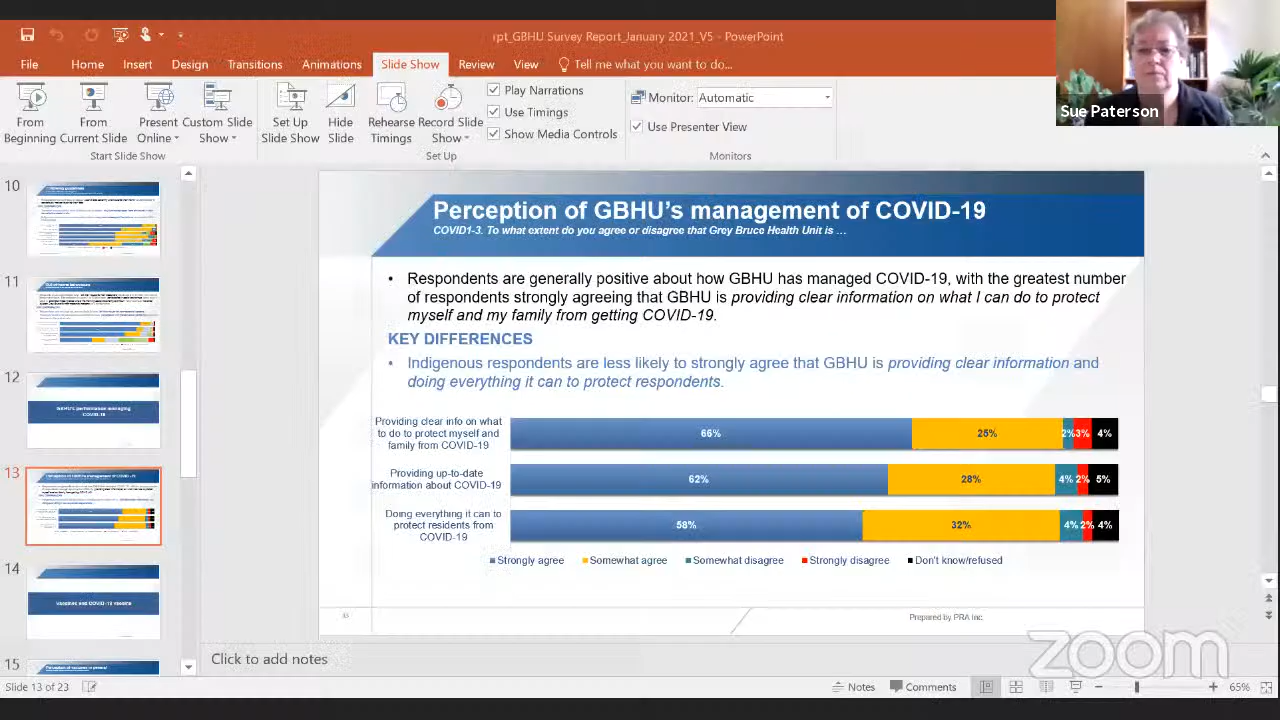 rpt_GBHU Survey Report_January 2021_V5 - PowerPoint
File Home Insert Design Transitions Animations Slide Show Review View Tell me what you want to do...
From Beginning
From Current Slide
Present Online
Custom Slide Show
Start Slide Show
Set Up Slide Show
Hide Slide
Rehearse Timings
Record Slide Show
Play Narrations
Use Timings
Show Media Controls
Set Up
Monitor: Automatic
Use Presenter View
Monitors
Sue Paterson
10
11
12
GBHU's performance managing
COVID-19
13
14
Vaccines and COVID-19 vaccine
15
Perceptions of GBHU's management of COVID-19
COVID1-3. To what extent do you agree or disagree that Grey Bruce Health Unit is ...
• Respondents are generally positive about how GBHU has managed COVID-19, with the greatest number
of respondents strongly agreeing that GBHU is providing clear information on what I can do to protect
myself and my family from getting COVID-19.
KEY DIFFERENCES
• Indigenous respondents are less likely to strongly agree that GBHU is providing clear information and
doing everything it can to protect respondents.
Providing clear info on what
to do to protect myself and
family from COVID-19
66% 25% 2% 3% 4%
Providing up-to-date
information about COVID-19
62% 28% 4% 2% 5%
Doing everything it can to
protect residents from
COVID-19
58% 32% 4% 2% 4%
Strongly agree Somewhat agree Somewhat disagree Strongly disagree Don't know/refused
Prepared by PRA Inc.
zoom
Click to add notes
Slide 13 of 23 Notes Comments 65%